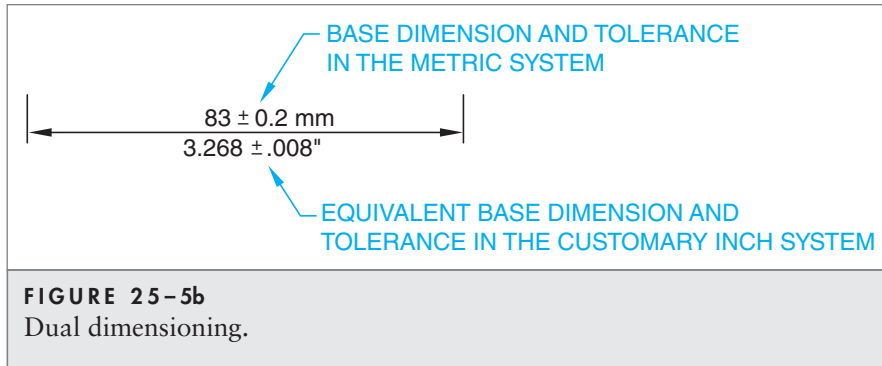 BASE DIMENSION AND TOLERANCE
IN THE METRIC SYSTEM
83 ± 0.2 mm
3.268 ± .008"
EQUIVALENT BASE DIMENSION AND
TOLERANCE IN THE CUSTOMARY INCH SYSTEM
FIGURE 25–5b
Dual dimensioning.